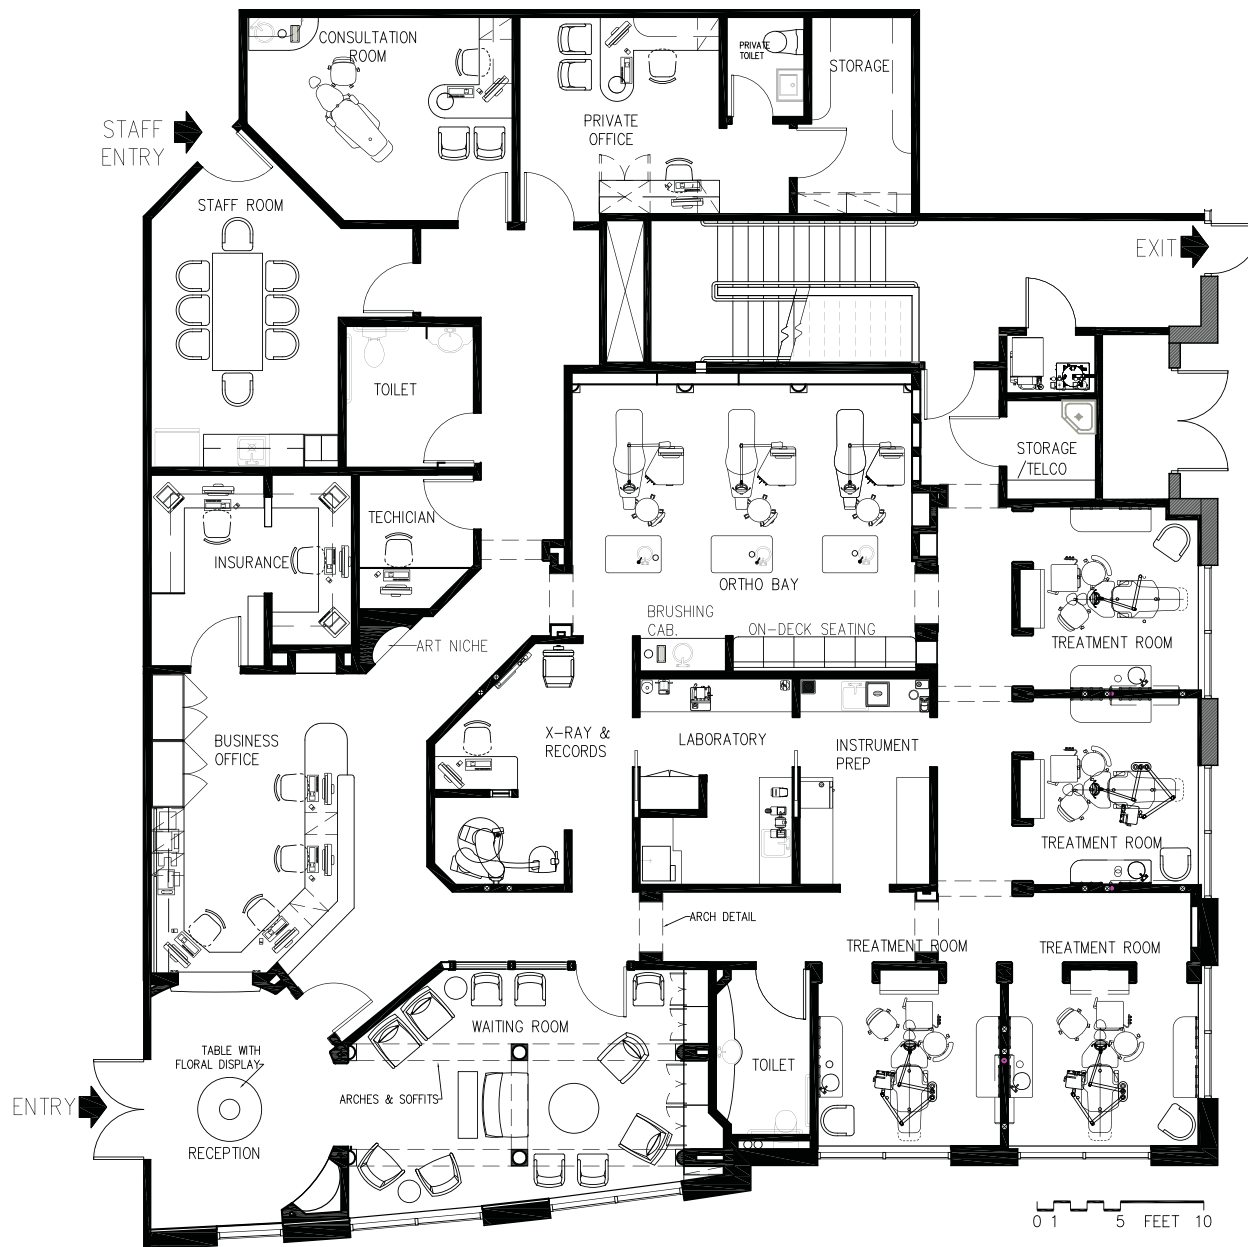 CONSULTATION
ROOM
PRIVATE
TOILET
STORAGE
STAFF
ENTRY
PRIVATE
OFFICE
STAFF ROOM
EXIT
TOILET
STORAGE
/TELCO
TECHICIAN
INSURANCE
ORTHO BAY
BRUSHING
CAB.
ON-DECK SEATING
ART NICHE
TREATMENT ROOM
BUSINESS
OFFICE
X-RAY &
RECORDS
LABORATORY
INSTRUMENT
PREP
TREATMENT ROOM
ARCH DETAIL
TREATMENT ROOM
TREATMENT ROOM
WAITING ROOM
TABLE WITH
FLORAL DISPLAY
TOILET
ARCHES & SOFFITS
ENTRY
RECEPTION
0 1 5 FEET 10